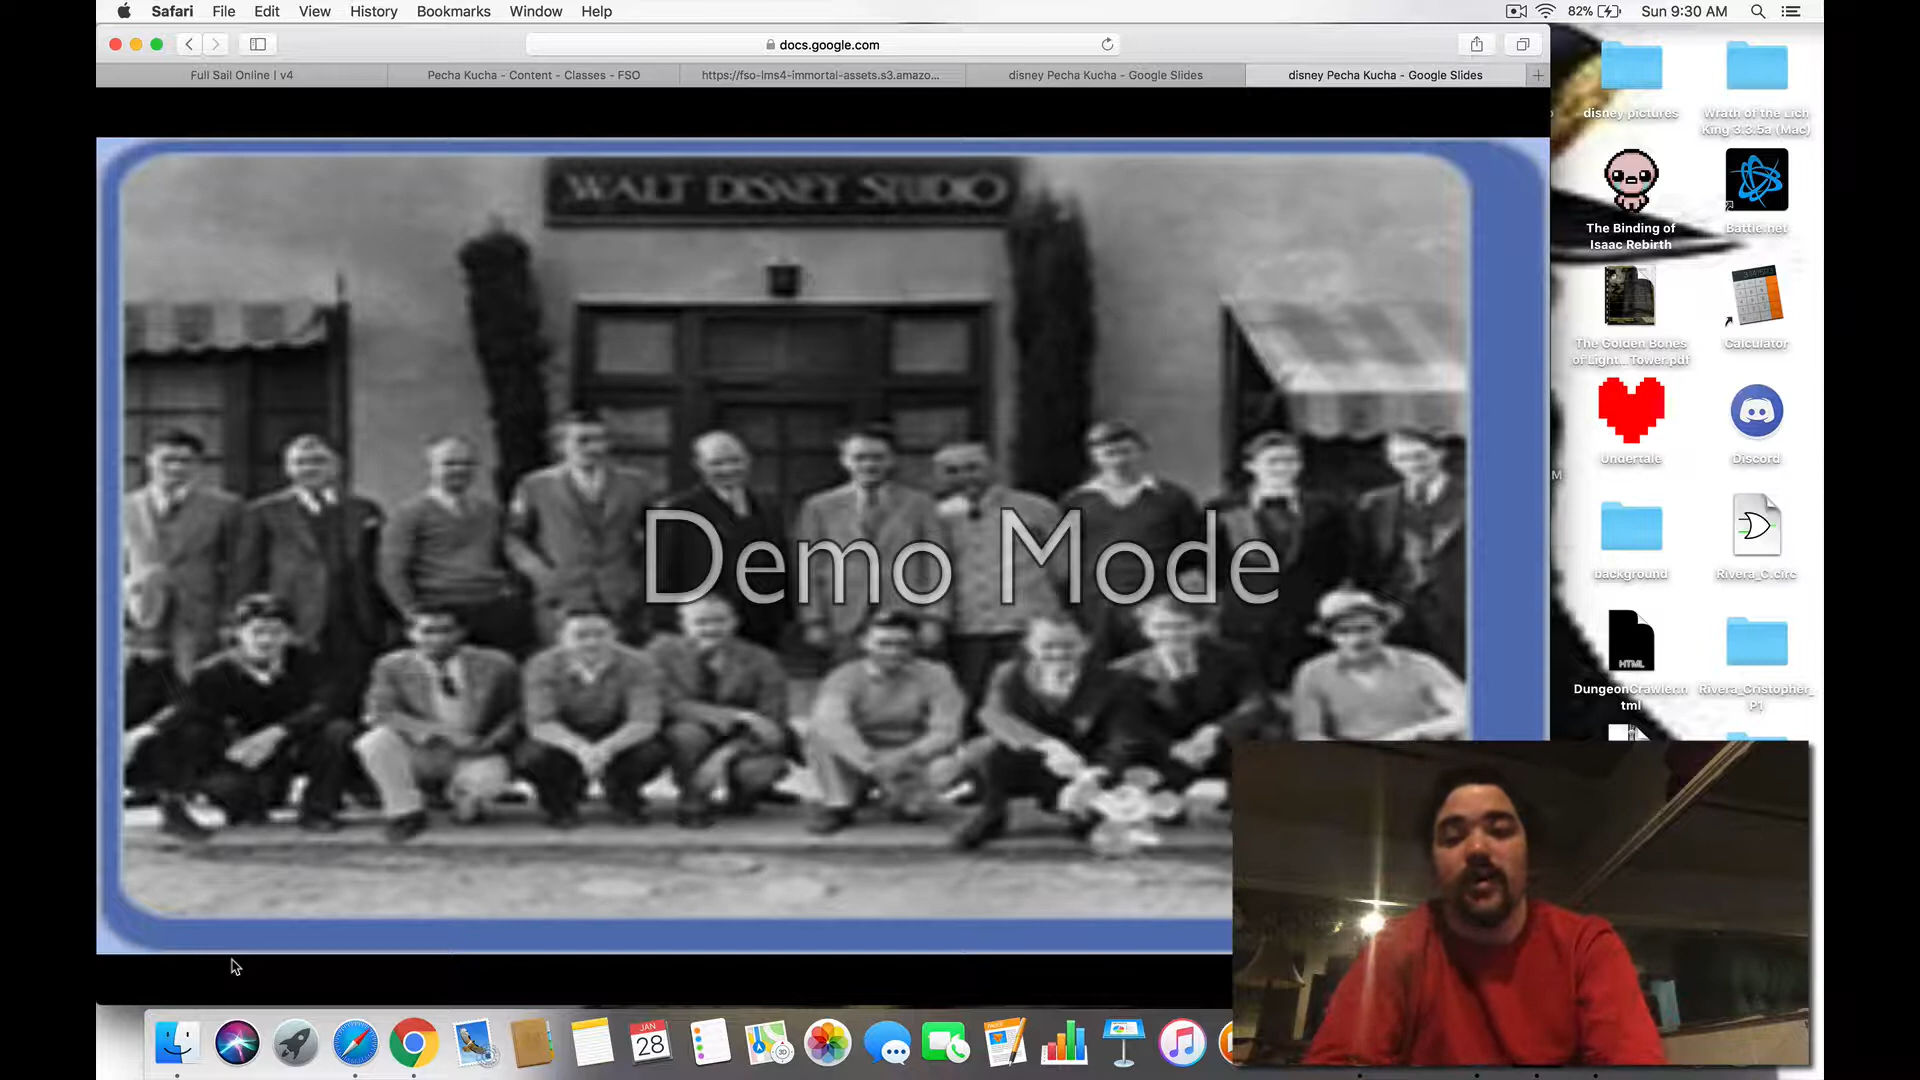 Safari File Edit View History Bookmarks Window Help 82% Sun 9:30 AM
docs.google.com
Full Sail Online | v4 Pecha Kucha - Content - Classes - FSO https://fso-lms4-immortal-assets.s3.amazo... disney Pecha Kucha - Google Slides disney Pecha Kucha - Google Slides
disney pictures
Wrath of the Lich
King 3.3.5a (Mac)
WALT DISNEY STUDIO
The Binding of
Isaac Rebirth
Battle.net
The Golden Bones
of Light...Tower.pdf
Calculator
Undertale
Discord
Demo Mode
background
Rivera_C.circ
HTML
DungeonCrawler.h
tml
Rivera_Cristopher_
P1
JAN
28